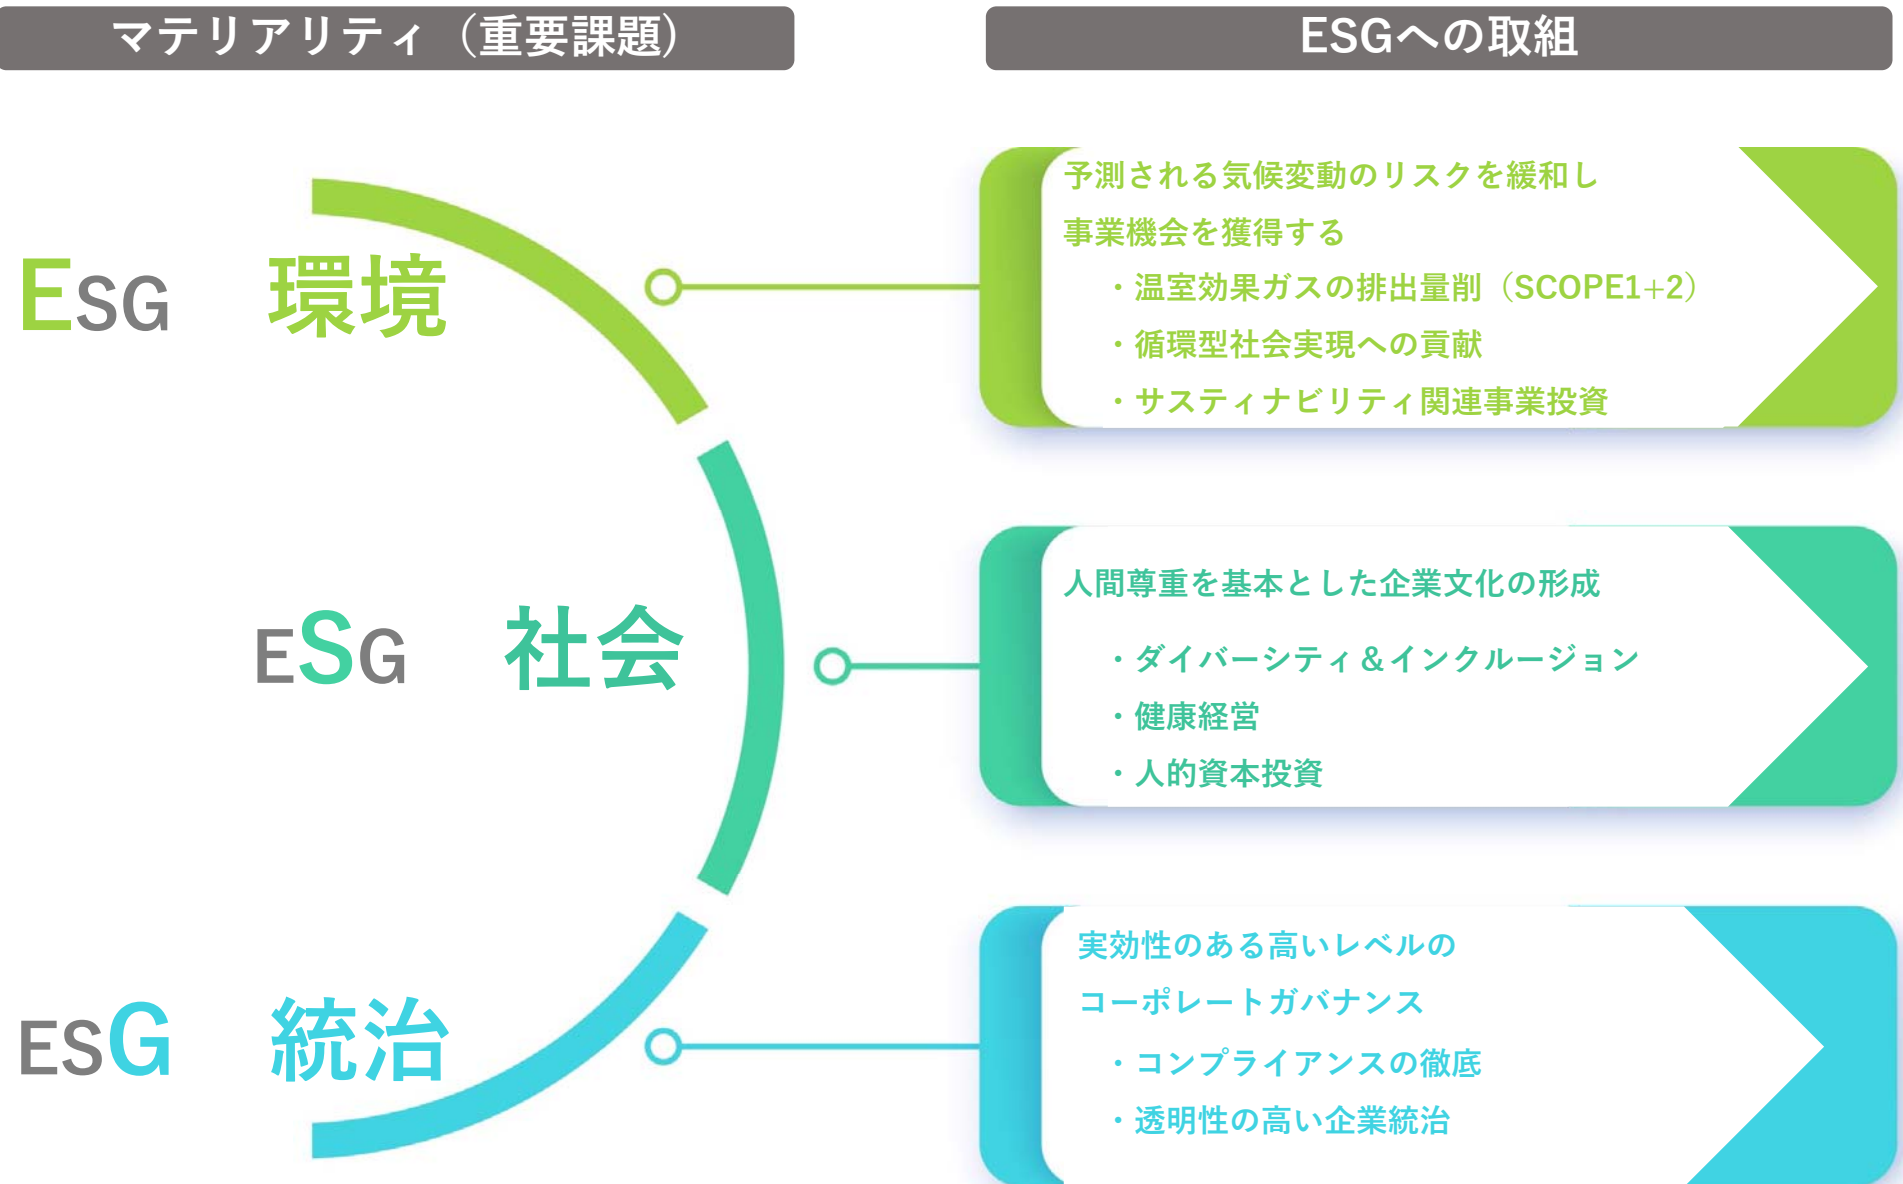 マテリアリティ（重要課題）
ESGへの取組
ESG 環境
予測される気候変動のリスクを緩和し
事業機会を獲得する
・温室効果ガスの排出量削（SCOPE1+2）
・循環型社会実現への貢献
・サスティナビリティ関連事業投資
ESG 社会
人間尊重を基本とした企業文化の形成
・ダイバーシティ＆インクルージョン
・健康経営
・人的資本投資
ESG 統治
実効性のある高いレベルの
コーポレートガバナンス
・コンプライアンスの徹底
・透明性の高い企業統治